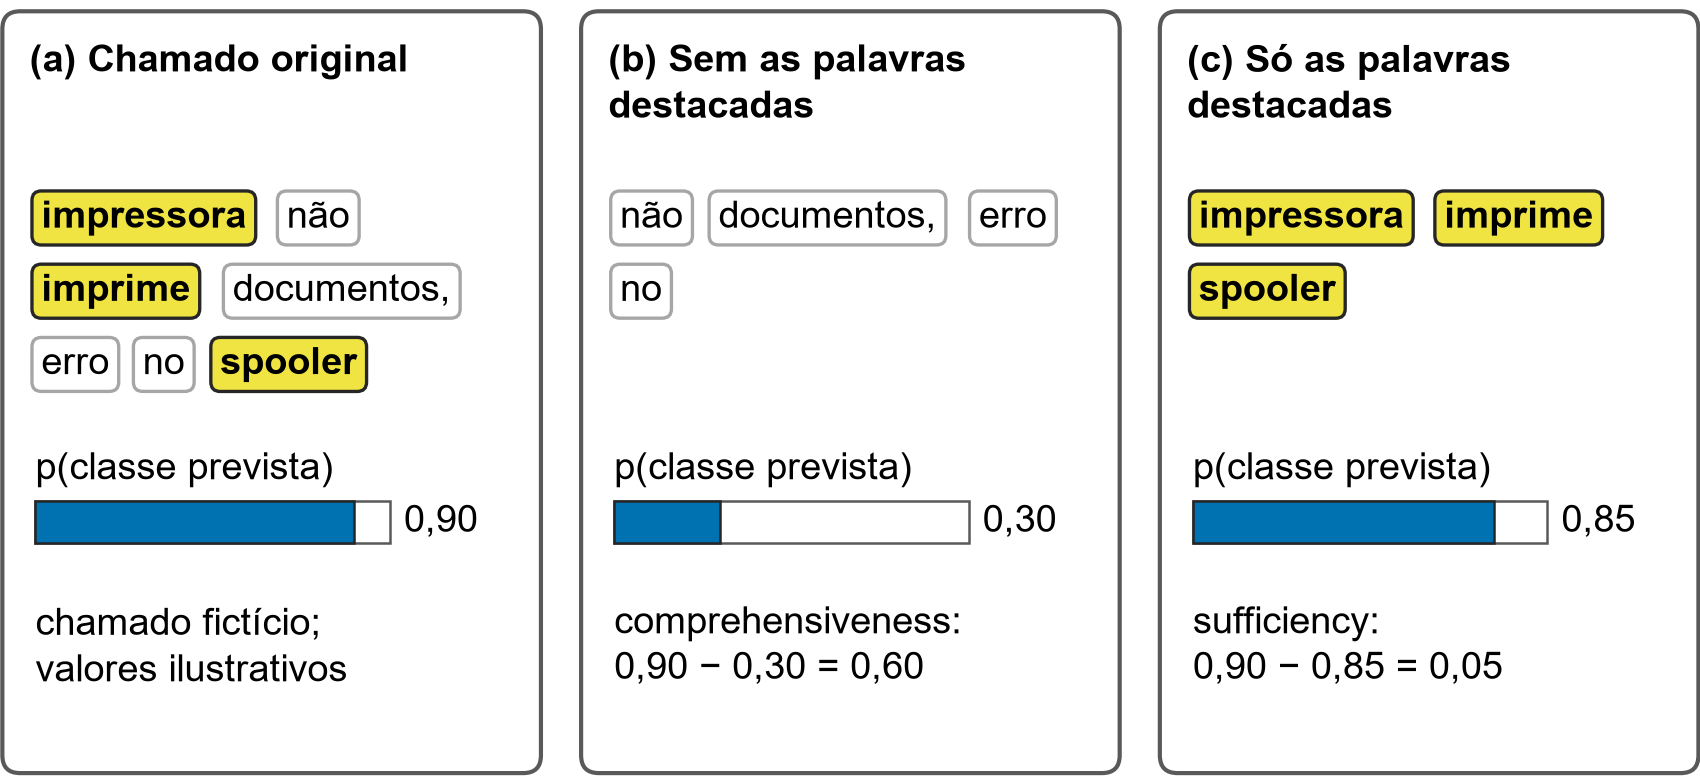 (a) Chamado original
impressora não
imprime documentos,
erro no spooler
p(classe prevista)
0,90
chamado fictício;
valores ilustrativos
(b) Sem as palavras
destacadas
não documentos, erro
no
p(classe prevista)
0,30
comprehensiveness:
0,90 − 0,30 = 0,60
(c) Só as palavras
destacadas
impressora imprime
spooler
p(classe prevista)
0,85
sufficiency:
0,90 − 0,85 = 0,05